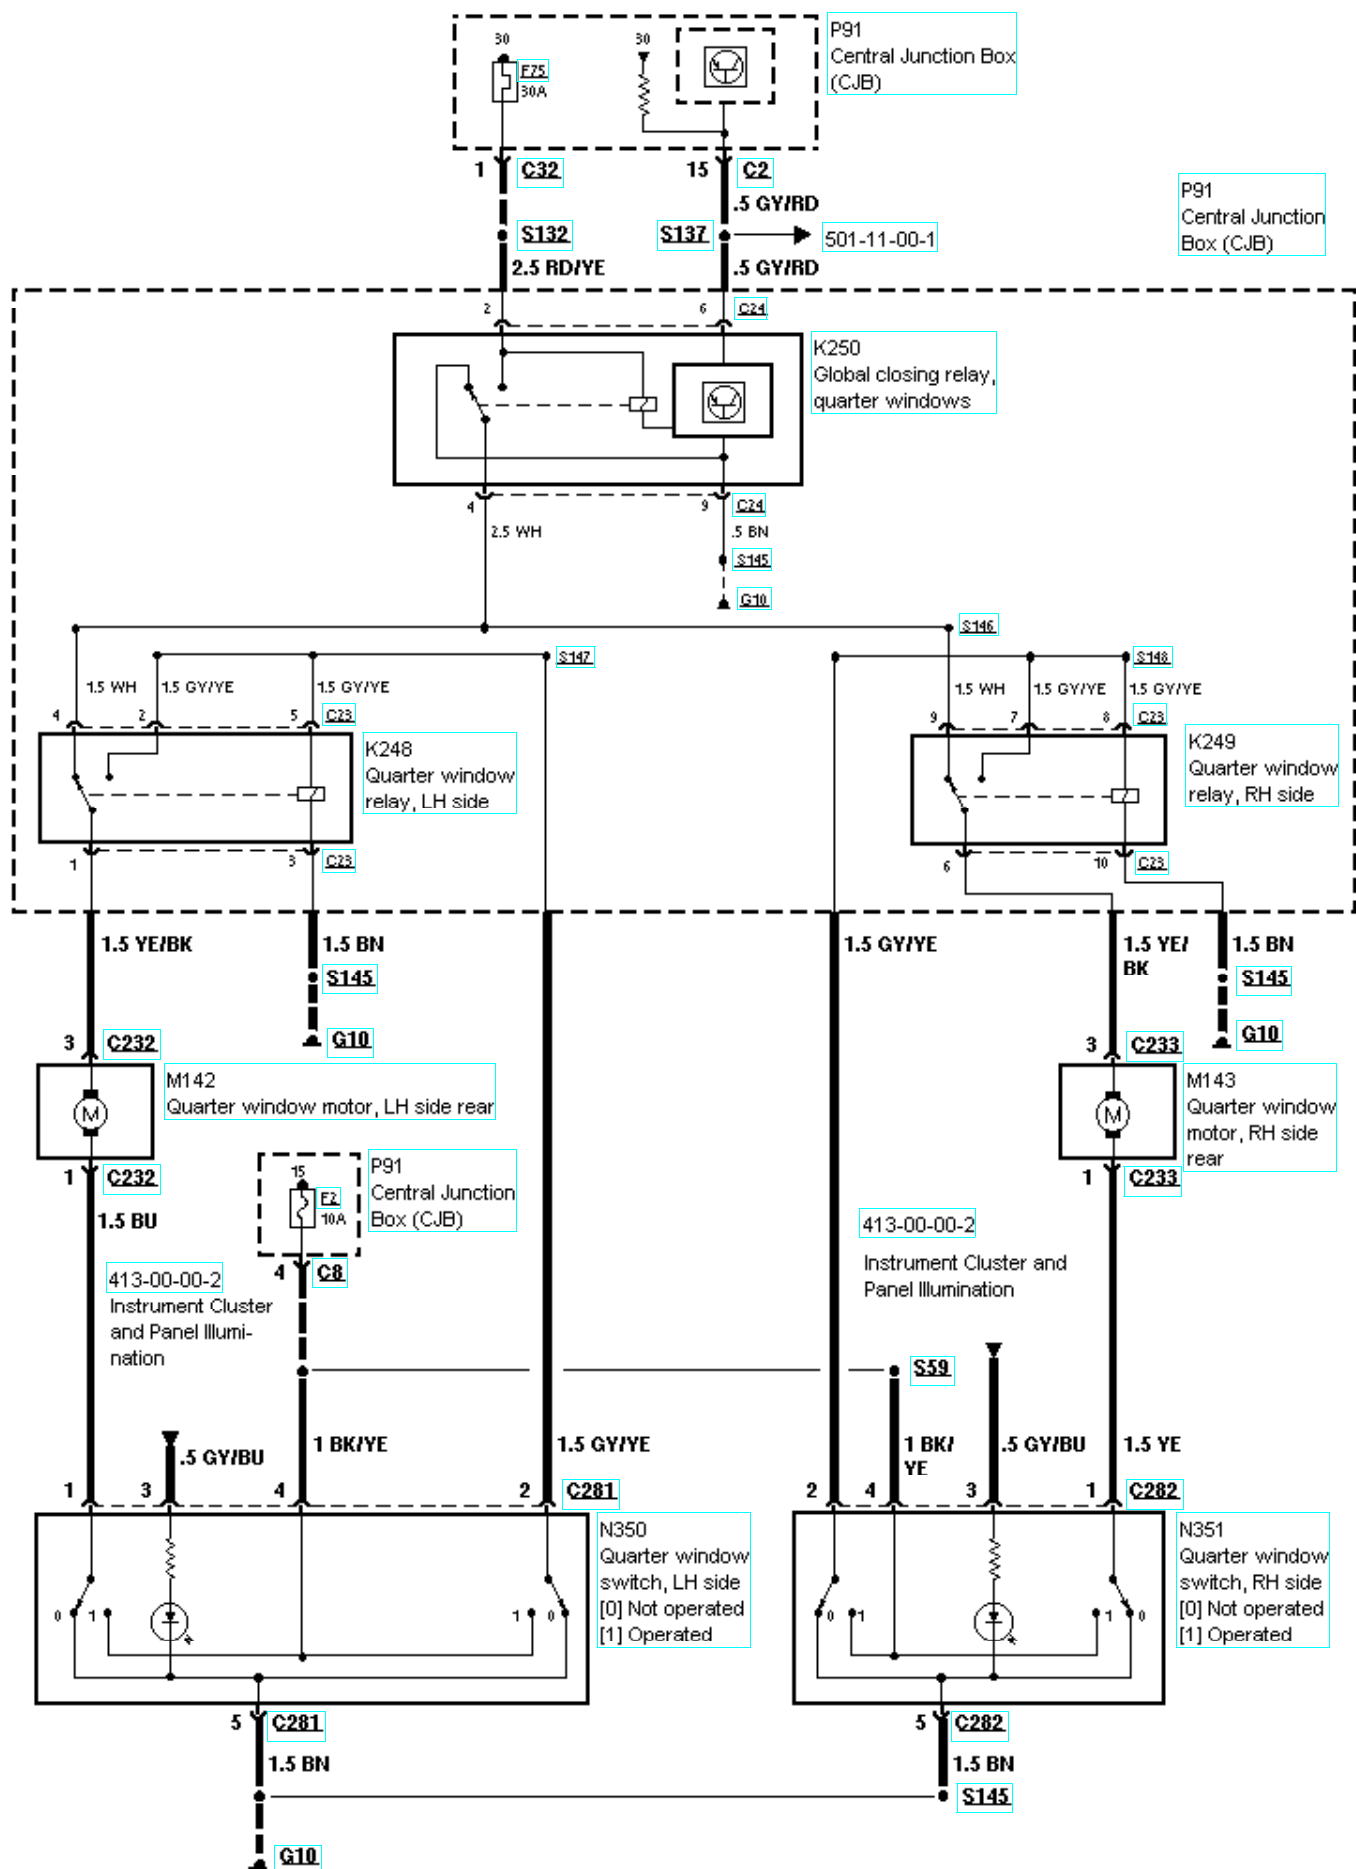 P91
Central Junction Box
(CJB)
30
F75
30A
30
1
C32
15
C2
.5 GY/RD
S132
S137
501-11-00-1
2.5 RD/YE
.5 GY/RD
P91
Central Junction
Box (CJB)
2
6
C24
K250
Global closing relay,
quarter windows
4
9
C24
2.5 WH
.5 BN
S145
G10
S146
S147
S148
1.5 WH
1.5 GY/YE
1.5 GY/YE
1.5 WH
1.5 GY/YE
1.5 GY/YE
4
2
5
C23
9
7
8
C23
K248
Quarter window
relay, LH side
K249
Quarter window
relay, RH side
1
3
C23
6
10
C23
1.5 YE/BK
1.5 BN
1.5 GY/YE
1.5 YE/
BK
1.5 BN
S145
S145
G10
G10
3
C232
3
C233
M142
Quarter window motor, LH side rear
M
M143
Quarter window
motor, RH side
rear
M
1
C232
1
C233
1.5 BU
15
F2
10A
P91
Central Junction
Box (CJB)
4
C8
413-00-00-2
Instrument Cluster
and Panel Illumi-
nation
413-00-00-2
Instrument Cluster and
Panel Illumination
S59
.5 GY/BU
1 BK/YE
1.5 GY/YE
1 BK/
YE
.5 GY/BU
1.5 YE
1
3
4
2
C281
2
4
3
1
C282
N350
Quarter window
switch, LH side
[0] Not operated
[1] Operated
0
1
1
0
N351
Quarter window
switch, RH side
[0] Not operated
[1] Operated
0
1
1
0
5
C281
5
C282
1.5 BN
1.5 BN
S145
G10